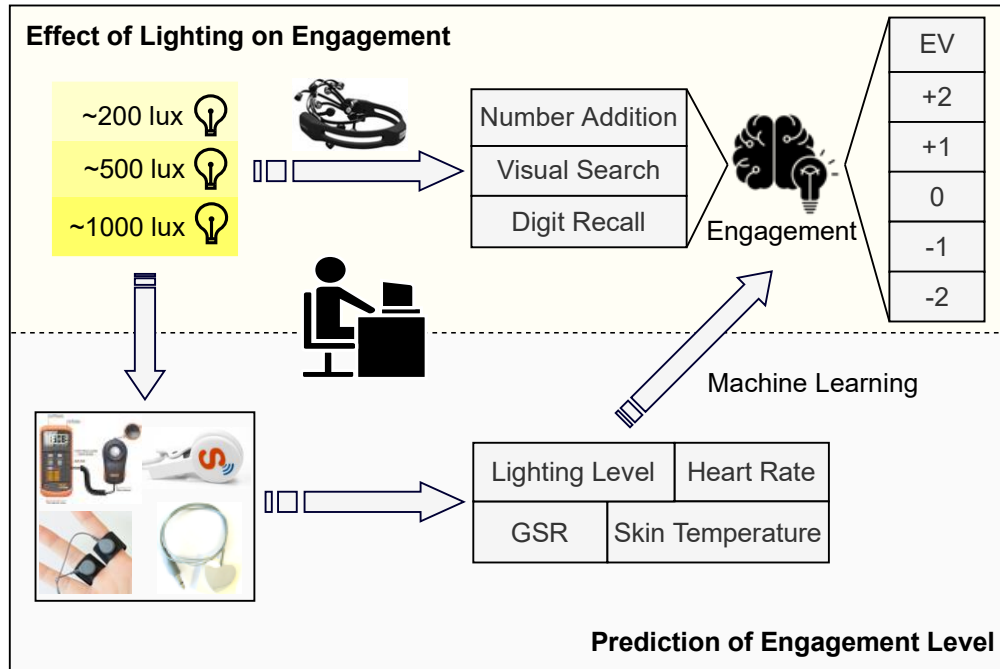 Effect of Lighting on Engagement
~200 lux
~500 lux
~1000 lux
Number Addition
Visual Search
Digit Recall
Engagement
EV
+2
+1
0
-1
-2
Machine Learning
Lighting Level
Heart Rate
GSR
Skin Temperature
S
Prediction of Engagement Level